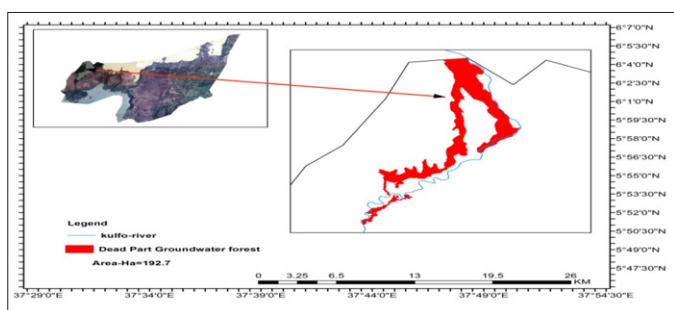 6°7'0"N
6°5'30"N
6°4'0"N
6°2'30"N
6°1'0"N
5°59'30"N
5°58'0"N
5°56'30"N
5°55'0"N
5°53'30"N
5°52'0"N
5°50'30"N
5°49'0"N
5°47'30"N
Legend
kulfo-river
Dead Part Groundwater forest
Area-Ha=192.7
0 3.25 6.5 13 19.5 26
KM
37°29'0"E 37°34'0"E 37°39'0"E 37°44'0"E 37°49'0"E 37°54'30"E